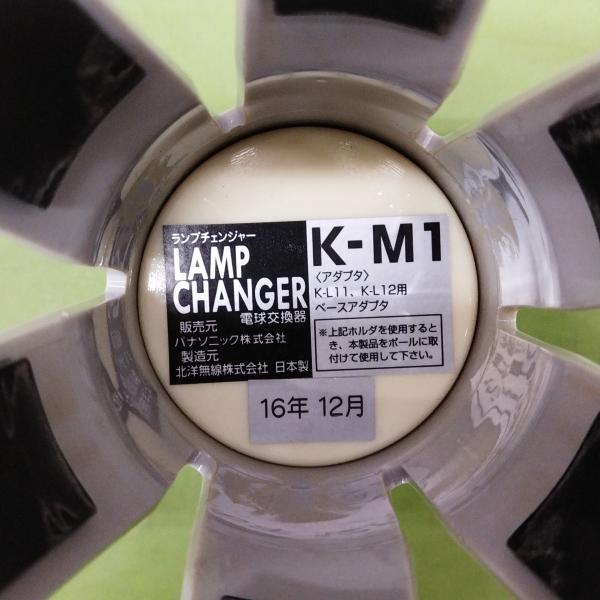 ランプチェンジャー
LAMP
CHANGER
電球交換器
販売元
パナソニック株式会社
製造元
北洋無線株式会社 日本製
K-M1
〈アダプタ〉
K-L11、K-L12用
ベースアダプタ
※上記ホルダを使用すると
き、本製品をポールに取
付けて使用して下さい。
16年 12月